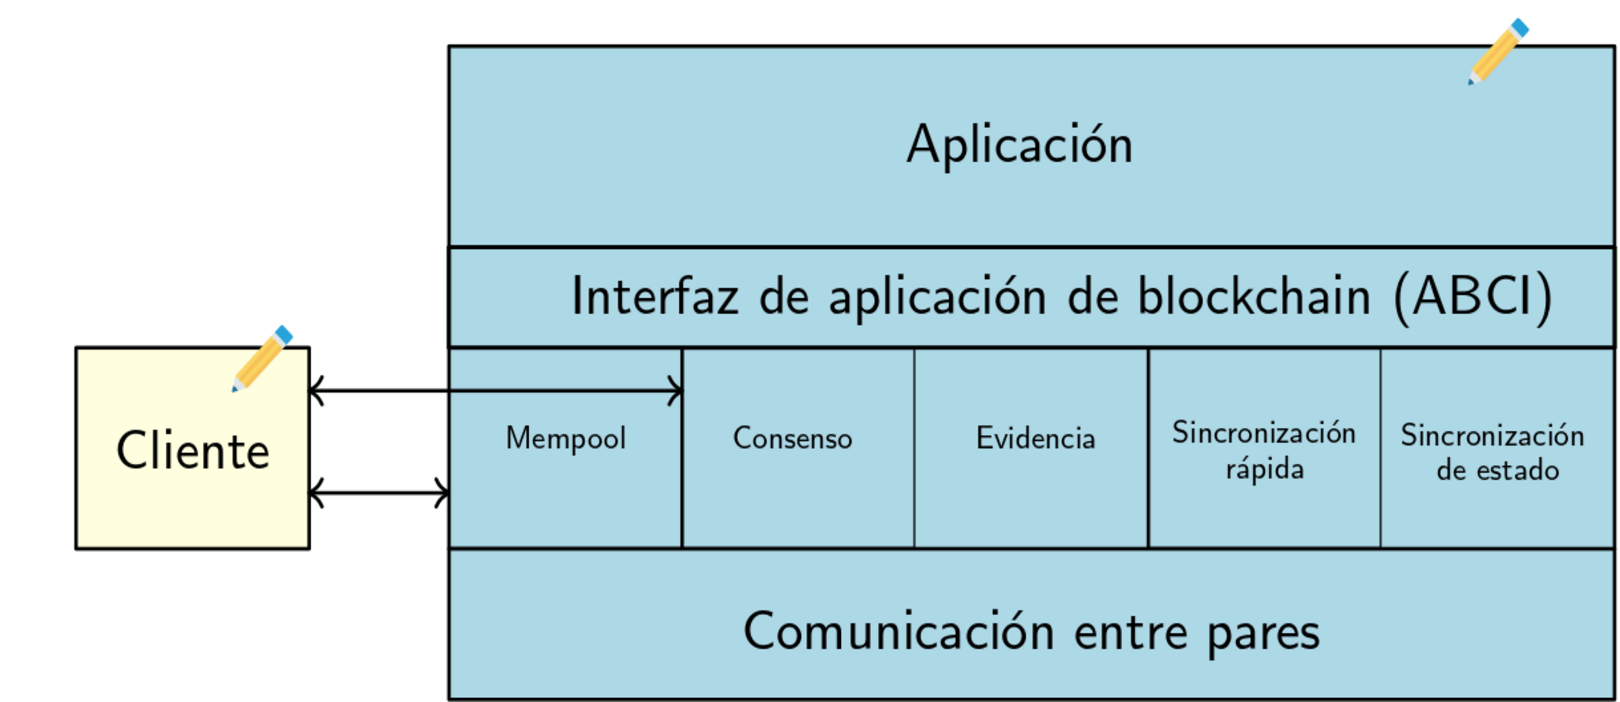 Aplicación
Interfaz de aplicación de blockchain (ABCI)
Cliente
Mempool
Consenso
Evidencia
Sincronización
rápida
Sincronización
de estado
Comunicación entre pares